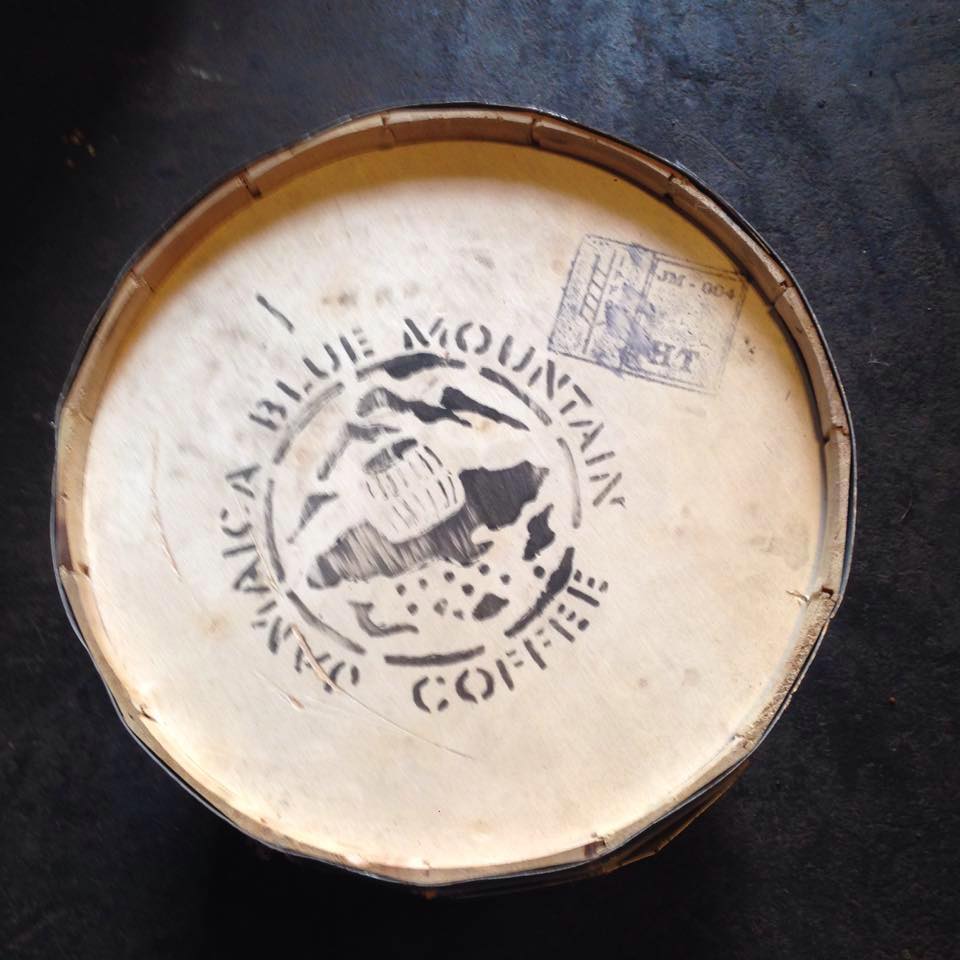 JAMAICA BLUE MOUNTAIN
COFFEE
JM - 004
HT